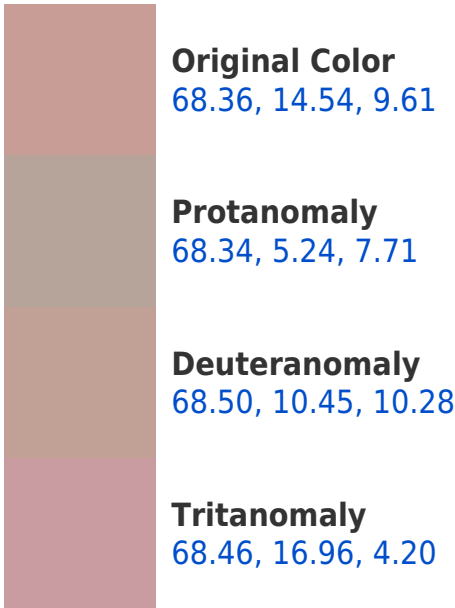 Original Color
68.36, 14.54, 9.61
Protanomaly
68.34, 5.24, 7.71
Deuteranomaly
68.50, 10.45, 10.28
Tritanomaly
68.46, 16.96, 4.20